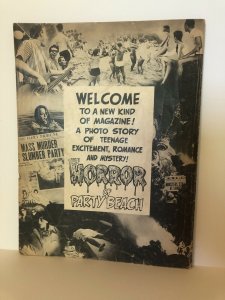 WELCOME
TO A NEW KIND
OF MAGAZINE!
A PHOTO STORY
OF TEENAGE
EXCITEMENT, ROMANCE
AND MYSTERY!
HORROR
OF
PARTY BEACH
MASS MURDER
SLUMBER PARTY